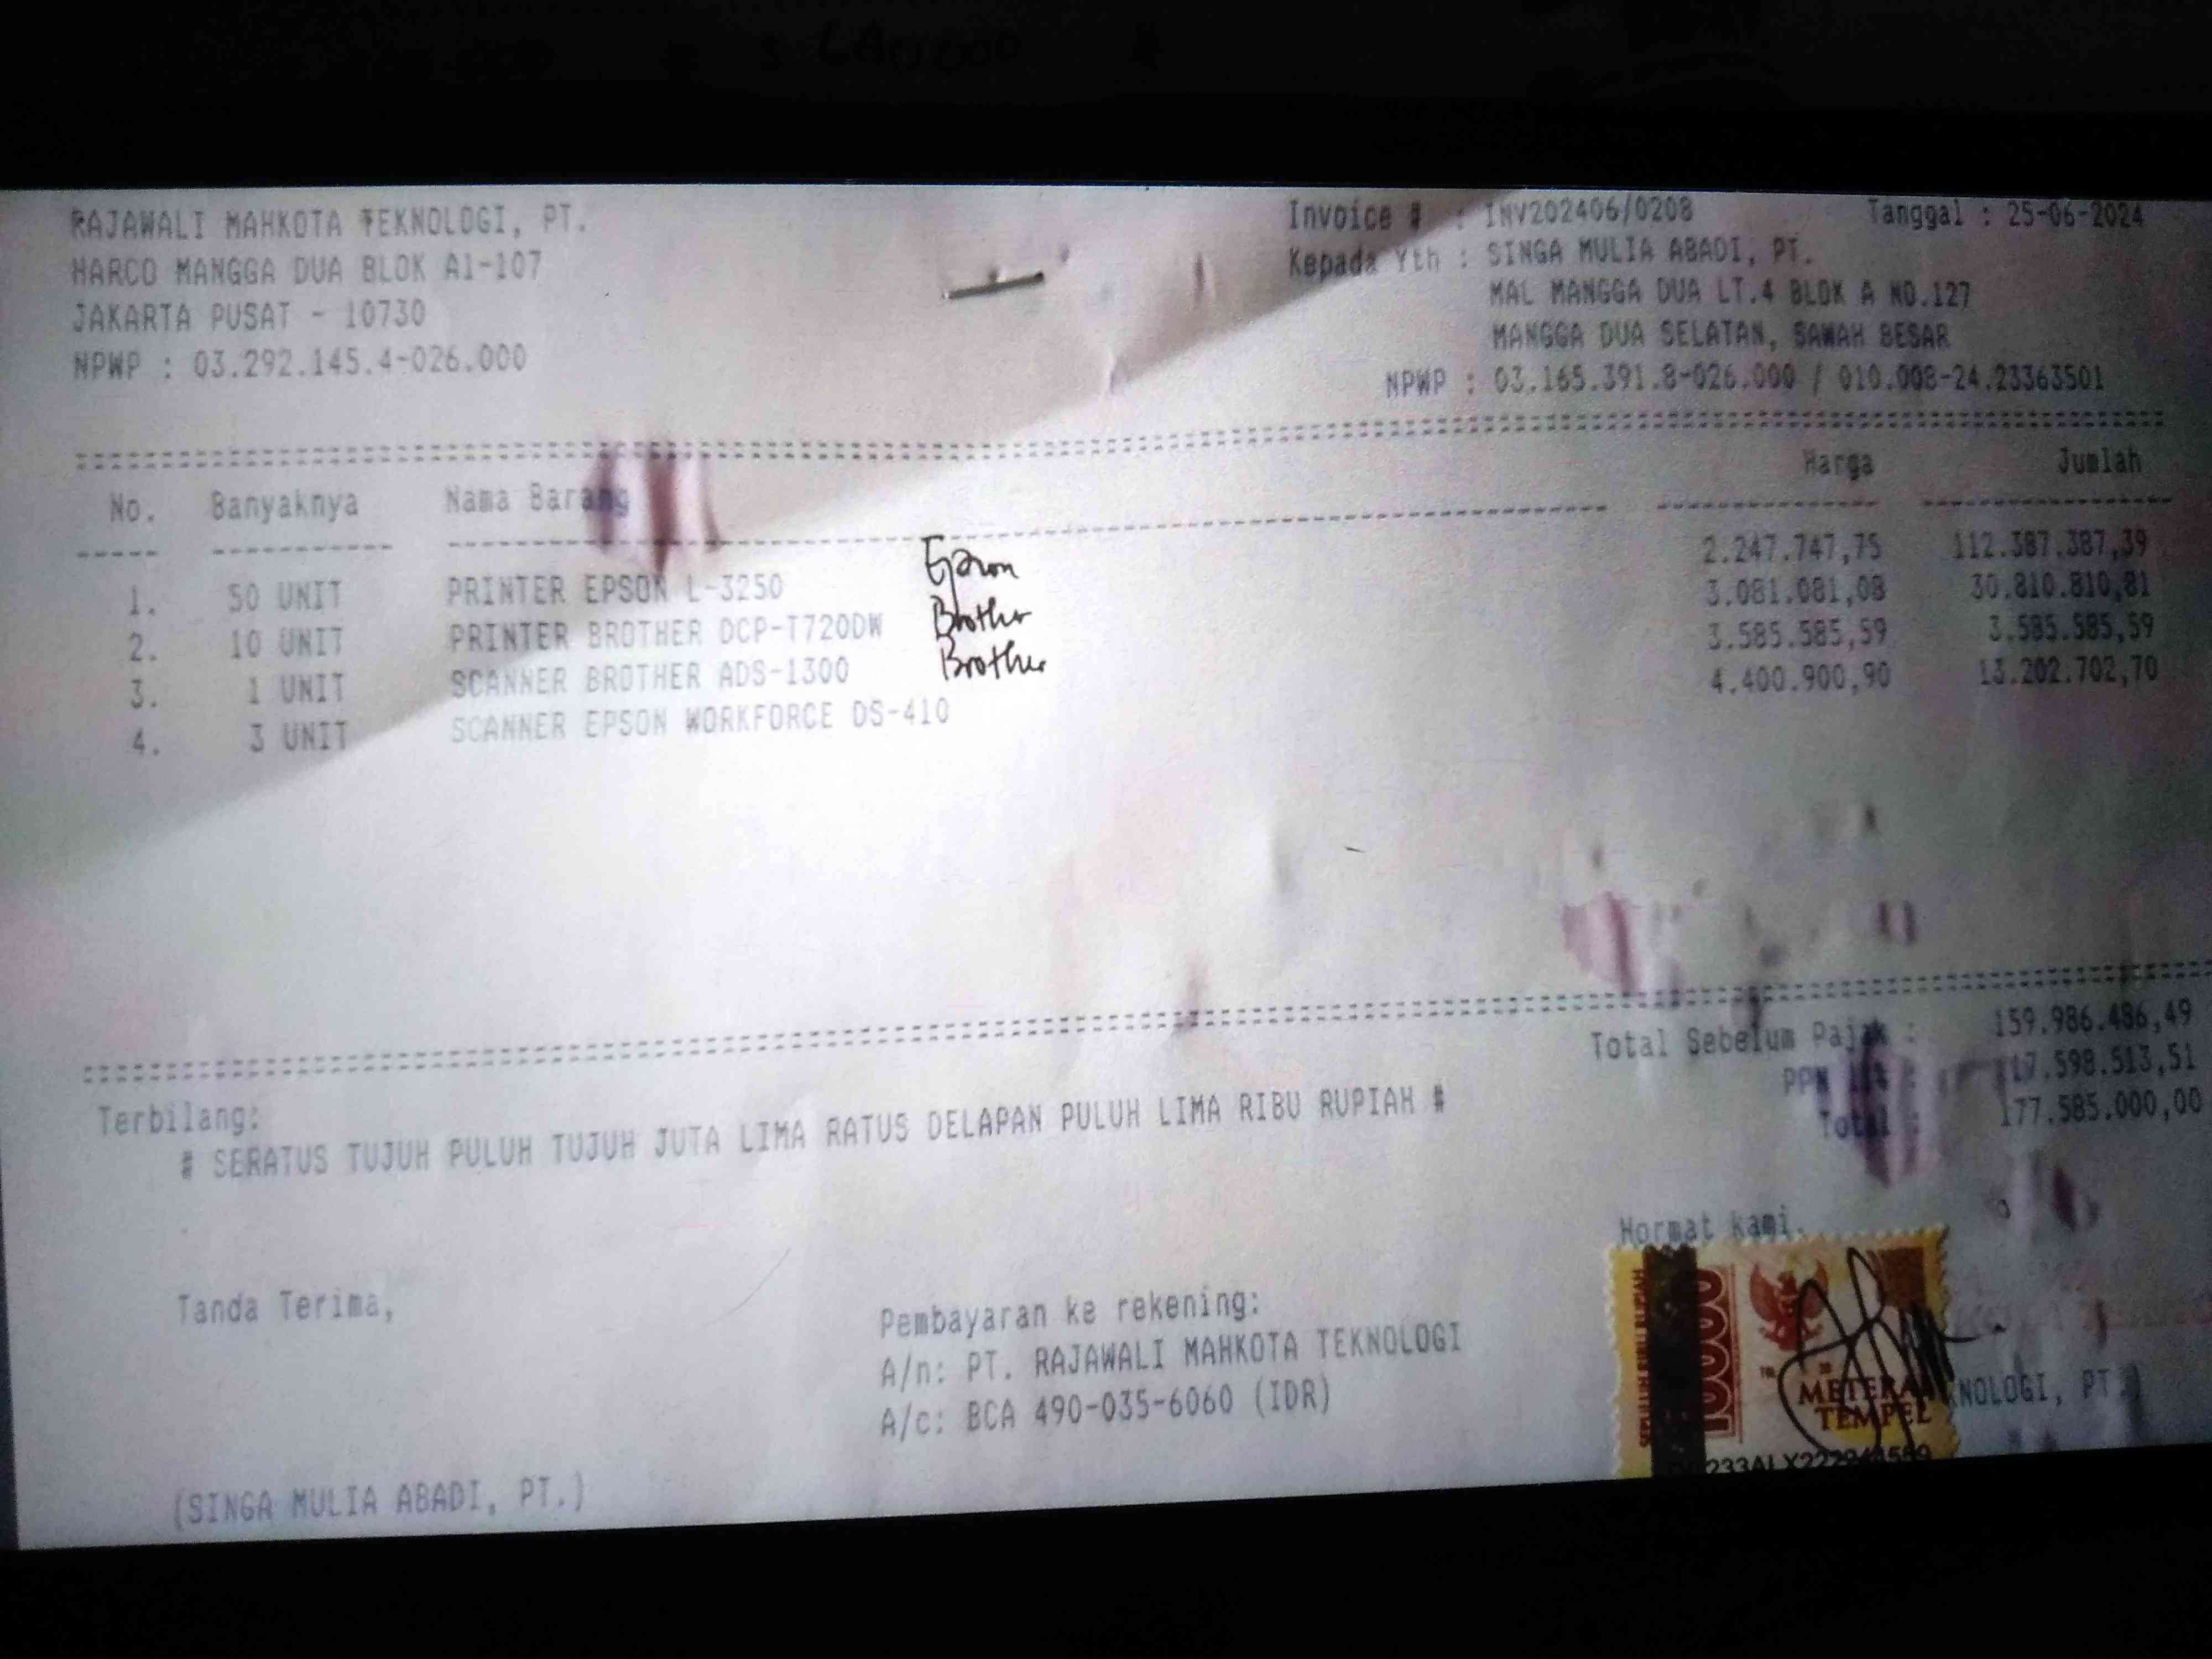 RAJAWALI MAHKOTA TEKNOLOGI, PT.
HARCO MANGGA DUA BLOK A1-107
JAKARTA PUSAT - 10730
NPWP : 03.292.145.4-026.000
Invoice # : INV202406/0208 Tanggal : 25-06-2024
Kepada Yth : SINGA MULIA ABADI, PT.
MAL MANGGA DUA LT.4 BLOK A NO.127
MANGGA DUA SELATAN, SAWAH BESAR
NPWP : 03.165.391.8-026.000 / 010.008-24.23363501
No. Banyaknya Nama Barang Harga Jumlah
1. 50 UNIT PRINTER EPSON L-3250 Epson 2.247.747,75 112.387.387,39
2. 10 UNIT PRINTER BROTHER DCP-T720DW Brother 3.081.081,08 30.810.810,81
3. 1 UNIT SCANNER BROTHER ADS-1300 Brother 3.585.585,59 3.585.585,59
4. 3 UNIT SCANNER EPSON WORKFORCE DS-410 4.400.900,90 13.202.702,70
Total Sebelum Pajak : 159.986.486,49
PPN : 17.598.513,51
Total : 177.585.000,00
Terbilang:
# SERATUS TUJUH PULUH TUJUH JUTA LIMA RATUS DELAPAN PULUH LIMA RIBU RUPIAH #
Hormat kami,
Tanda Terima,
Pembayaran ke rekening:
A/n: PT. RAJAWALI MAHKOTA TEKNOLOGI
A/c: BCA 490-035-6060 (IDR)
10000
TEMPEL
NOLOGI, PT.
(SINGA MULIA ABADI, PT.)